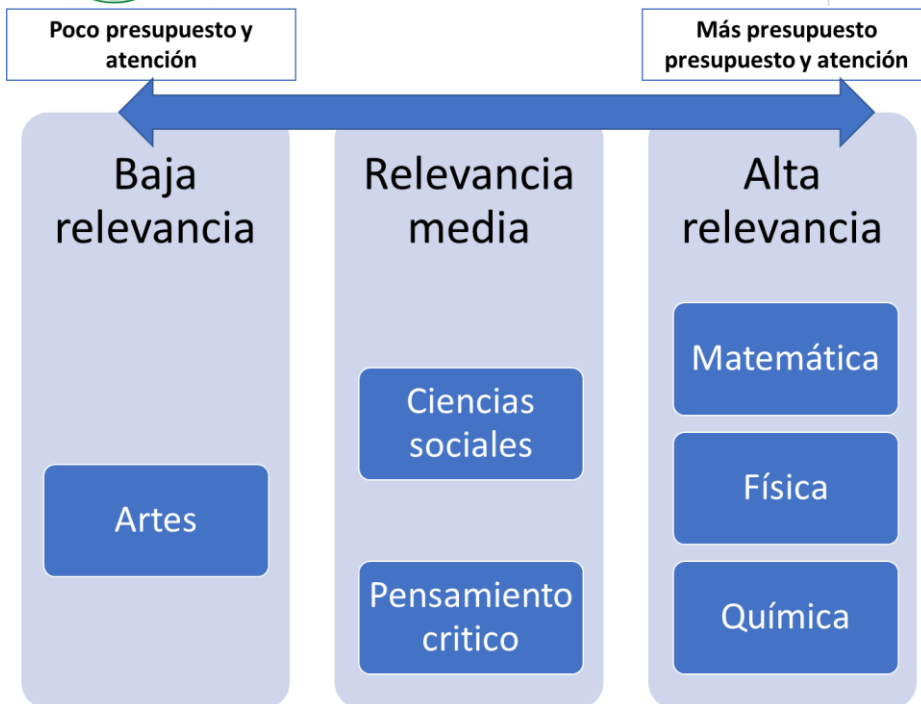 Poco presupuesto y
atención
Más presupuesto
presupuesto y atención
Baja
relevancia
Artes
Relevancia
media
Ciencias
sociales
Pensamiento
critico
Alta
relevancia
Matemática
Física
Química